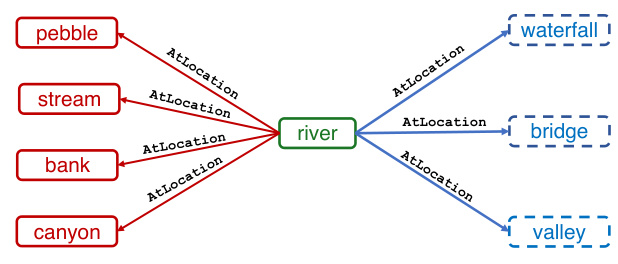 pebble
stream
bank
canyon
AtLocation
AtLocation
AtLocation
AtLocation
river
AtLocation
AtLocation
AtLocation
waterfall
bridge
valley